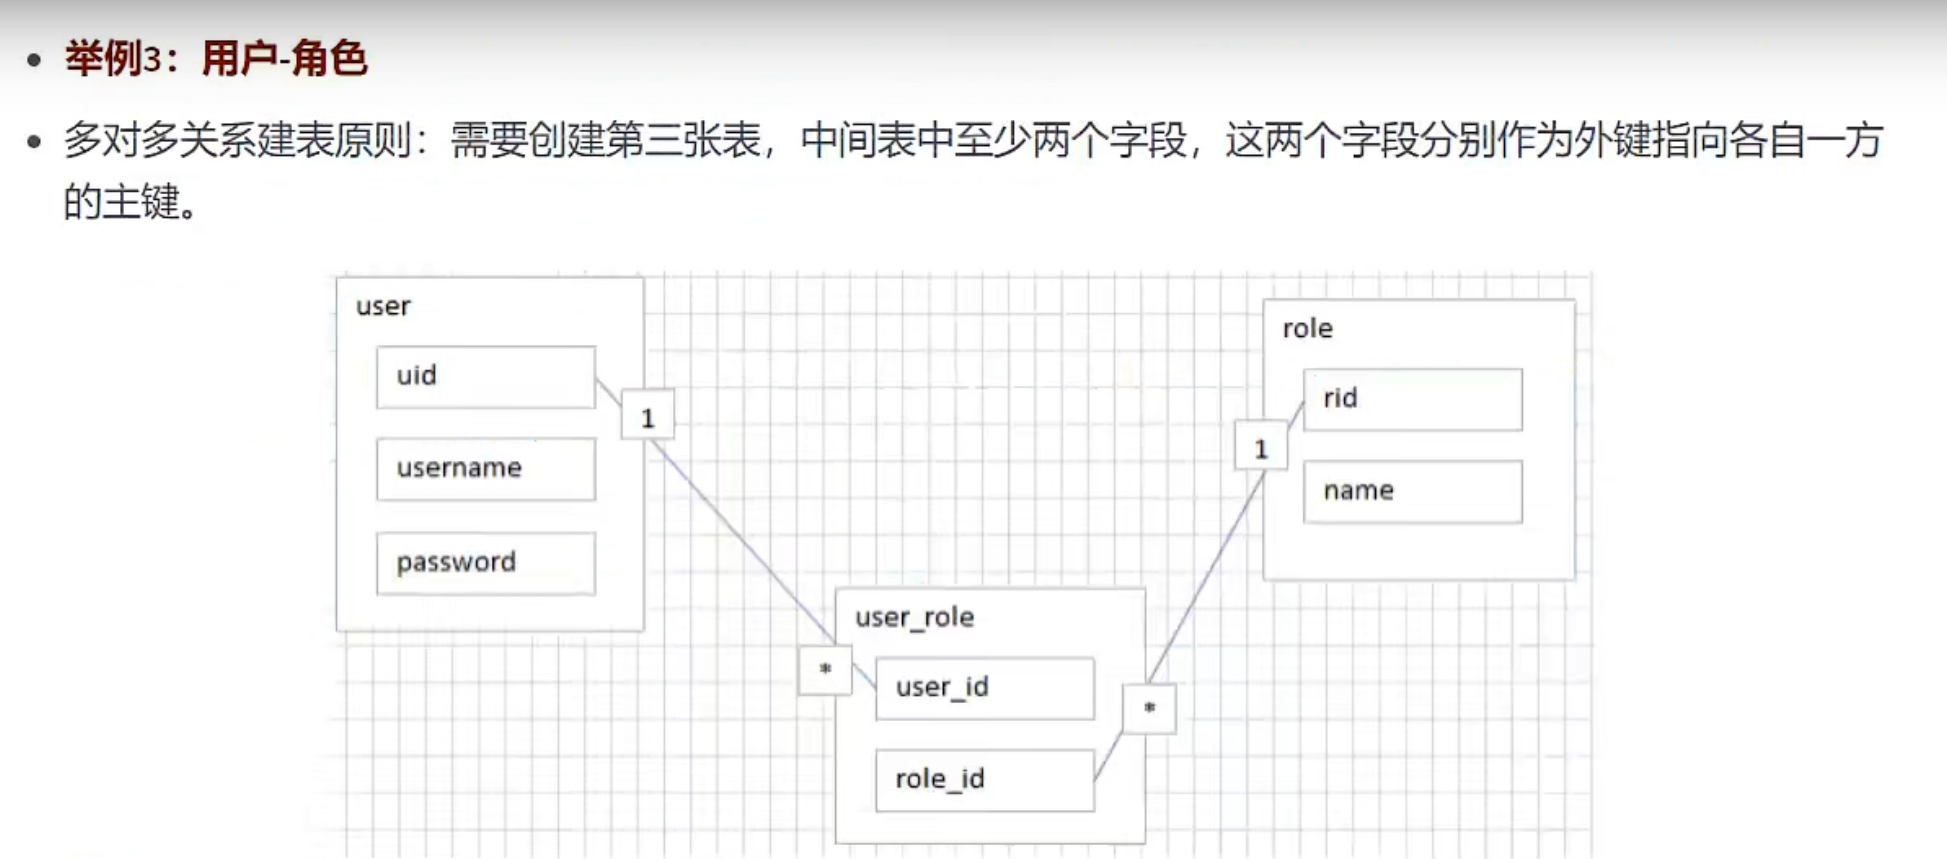 举例3：用户-角色
多对多关系建表原则：需要创建第三张表，中间表中至少两个字段，这两个字段分别作为外键指向各自一方
的主键。
user
uid
username
password
1
role
rid
name
1
user_role
user_id
role_id
*
*